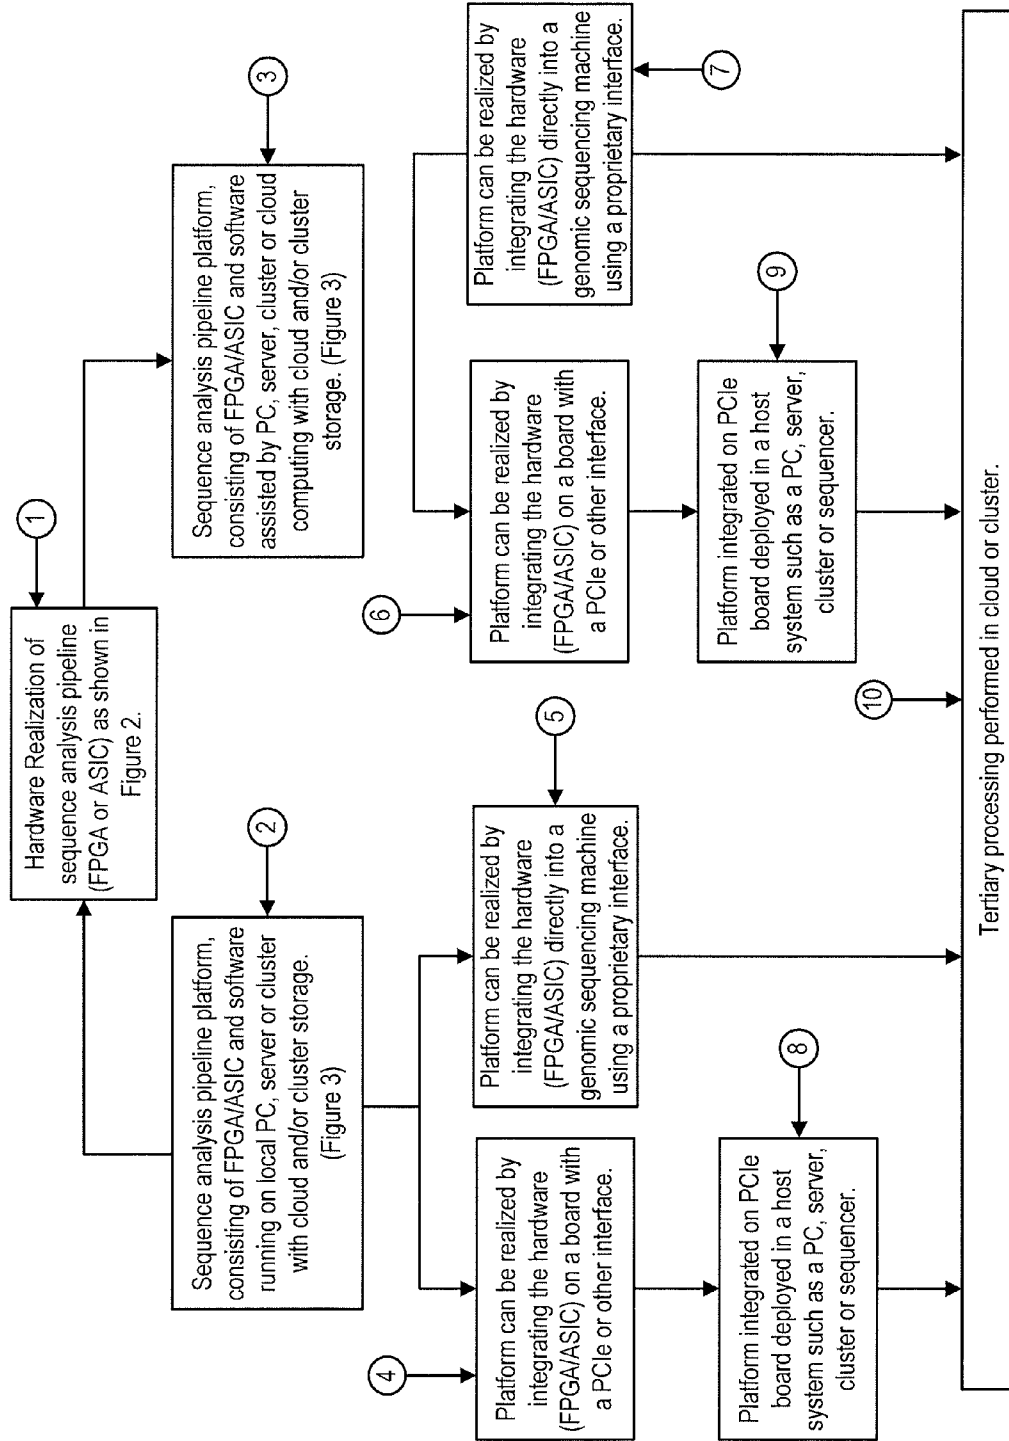 1
Hardware Realization of
sequence analysis pipeline
(FPGA or ASIC) as shown in
Figure 2.
2
Sequence analysis pipeline platform,
consisting of FPGA/ASIC and software
running on local PC, server or cluster
with cloud and/or cluster storage.
(Figure 3)
3
Sequence analysis pipeline platform,
consisting of FPGA/ASIC and software
assisted by PC, server, cluster or cloud
computing with cloud and/or cluster
storage. (Figure 3)
4
Platform can be realized by
integrating the hardware
(FPGA/ASIC) on a board with
a PCIe or other interface.
5
Platform can be realized by
integrating the hardware
(FPGA/ASIC) directly into a
genomic sequencing machine
using a proprietary interface.
6
Platform can be realized by
integrating the hardware
(FPGA/ASIC) on a board with
a PCIe or other interface.
7
Platform can be realized by
integrating the hardware
(FPGA/ASIC) directly into a
genomic sequencing machine
using a proprietary interface.
8
Platform integrated on PCIe
board deployed in a host
system such as a PC, server,
cluster or sequencer.
9
Platform integrated on PCIe
board deployed in a host
system such as a PC, server,
cluster or sequencer.
10
Tertiary processing performed in cloud or cluster.